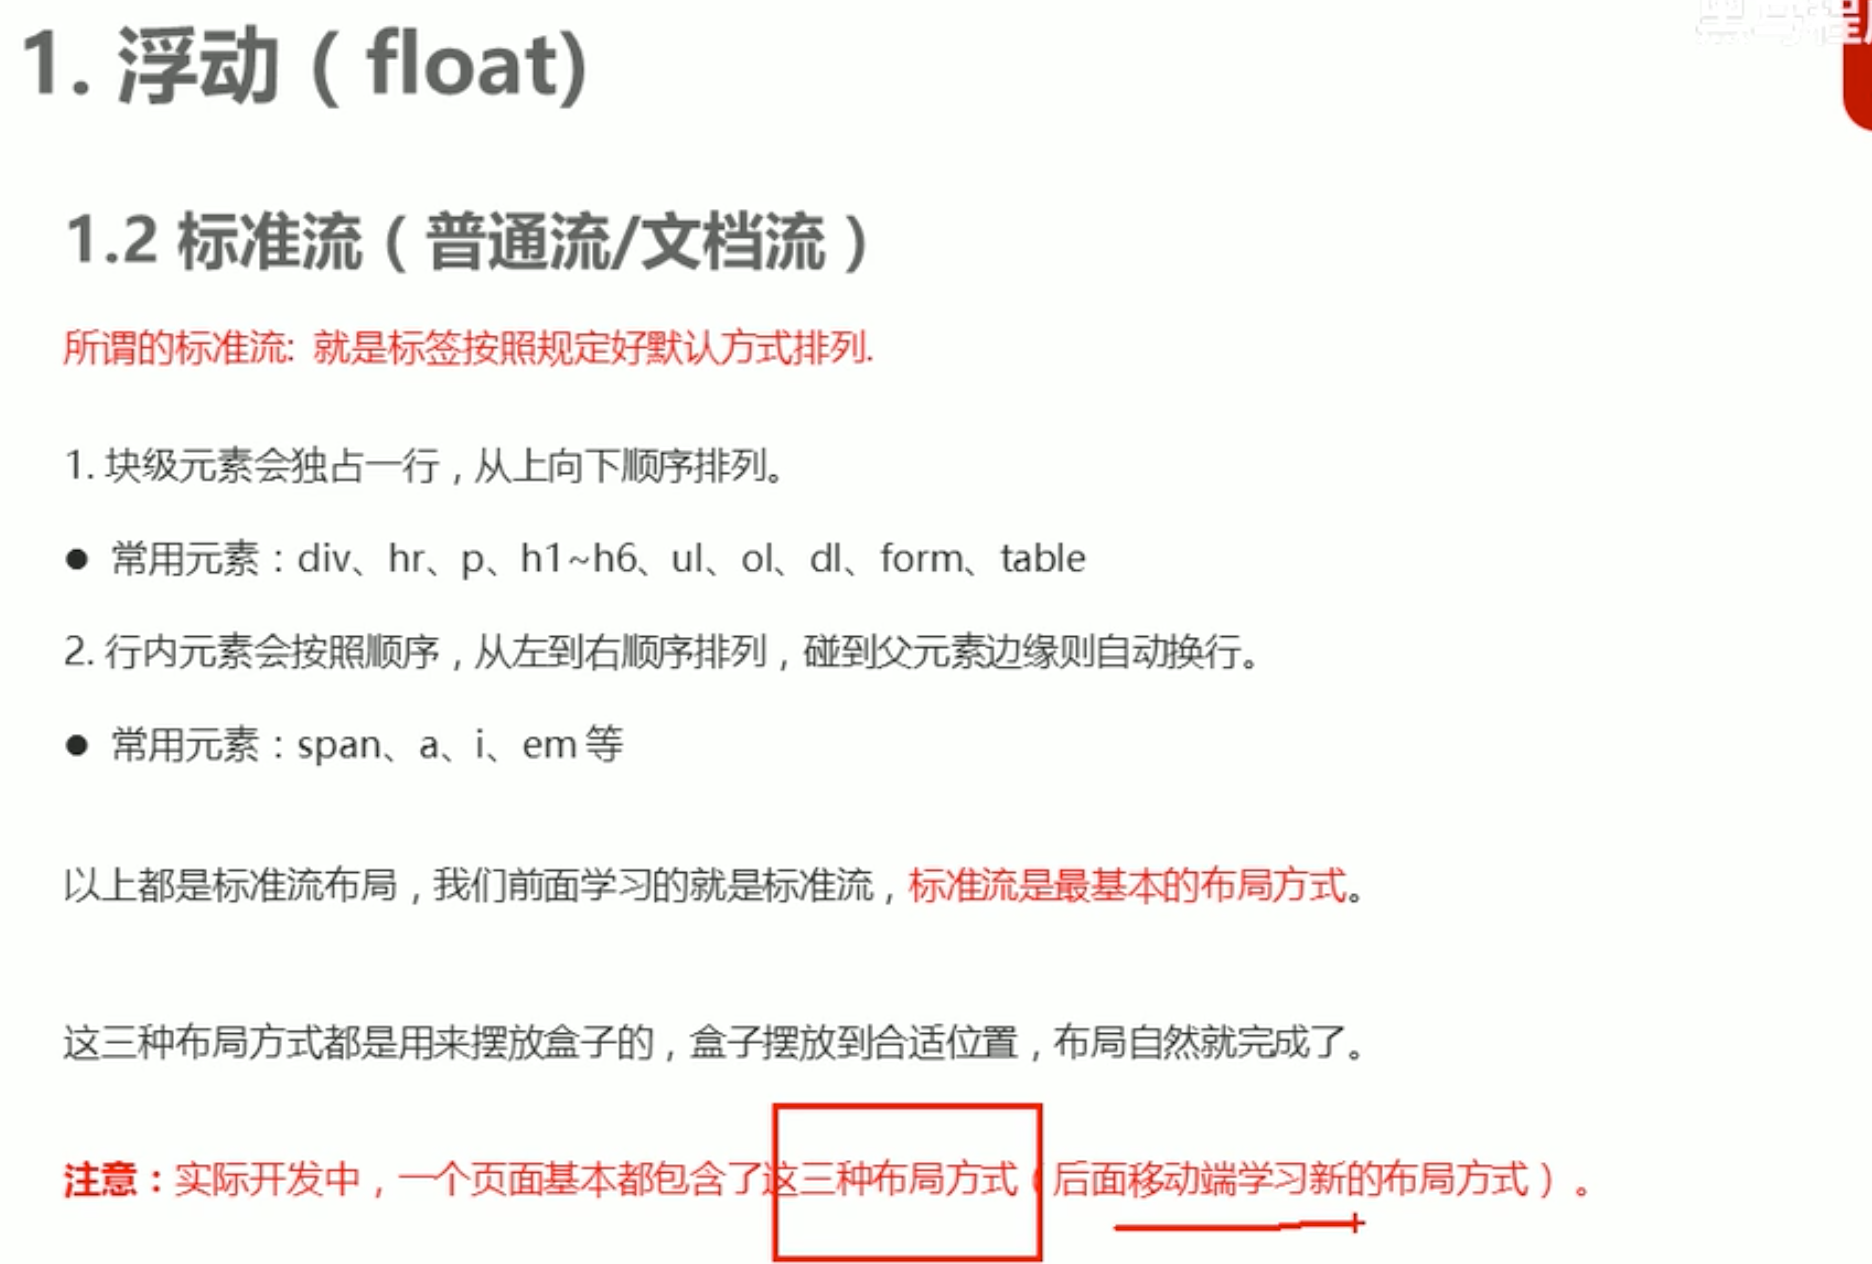 1. 浮动（float)
1.2 标准流（普通流/文档流）
所谓的标准流: 就是标签按照规定好默认方式排列.
1. 块级元素会独占一行，从上向下顺序排列。
● 常用元素：div、hr、p、h1~h6、ul、ol、dl、form、table
2. 行内元素会按照顺序，从左到右顺序排列，碰到父元素边缘则自动换行。
● 常用元素：span、a、i、em 等
以上都是标准流布局，我们前面学习的就是标准流，标准流是最基本的布局方式。
这三种布局方式都是用来摆放盒子的，盒子摆放到合适位置，布局自然就完成了。
注意：实际开发中，一个页面基本都包含了这三种布局方式（后面移动端学习新的布局方式）。